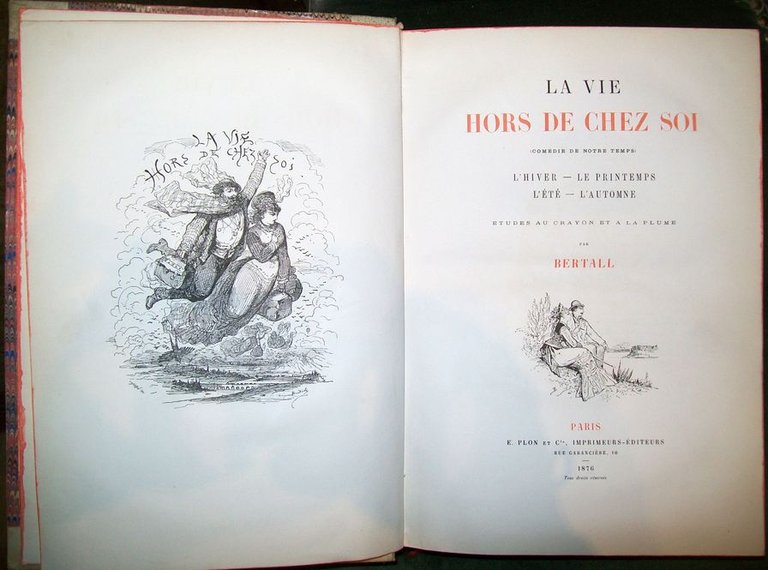 LA VIE
HORS DE CHEZ SOI
LA VIE
HORS DE CHEZ SOI
(COMÉDIE DE NOTRE TEMPS)
L'HIVER — LE PRINTEMPS
L'ÉTÉ — L'AUTOMNE
ETUDES AU CRAYON ET A LA PLUME
PAR
BERTALL
PARIS
E. PLON ET Cie, IMPRIMEURS-ÉDITEURS
RUE GARANCIÈRE, 10
1876
Tous droits réservés